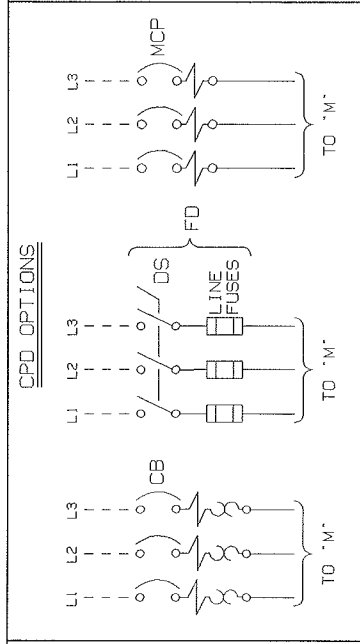 CPD OPTIONS
L1 L2 L3
CB
TO "M"
L1 L2 L3
DS
FD
LINE
FUSES
TO "M"
L1 L2 L3
MCP
TO "M"